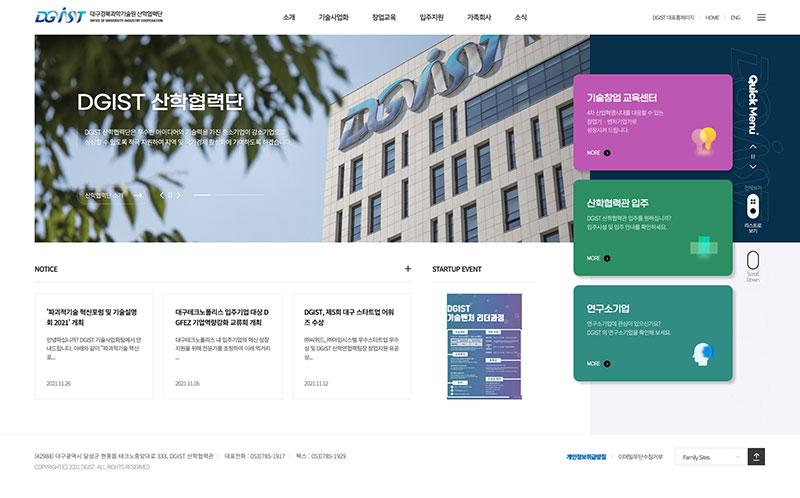 DGIST 대구경북과학기술원 산학협력단
OFFICE OF UNIVERSITY-INDUSTRY COOPERATION
소개 기술사업화 창업교육 입주지원 가족회사 소식
DGIST 대표홈페이지 HOME ENG
DGIST
DGIST 산학협력단
DGIST 산학협력단은 우수한 아이디어와 기술력을 가진 중소기업이 강소기업으로
성장할 수 있도록 적극 지원하여 지역 및 국가경제 활성화에 기여하도록 하겠습니다.
산학협력단 소개
기술창업 교육센터
4차 산업혁명시대를 대응할 수 있는
창업가 · 벤처기업가로
성장시켜 드립니다.
MORE
산학협력관 입주
DGIST 산학협력관 입주를 원하십니까?
입주시설 및 입주 안내를 확인하세요.
MORE
연구소기업
연구소기업에 관심이 있으신가요?
DGIST 의 연구소기업을 확인해 보세요.
MORE
Quick Menu
전체보기
리스트로
보기
Scroll
Down
NOTICE
'파괴적기술 혁신포럼 및 기술설명
회 2021' 개최
안녕하십니까? DGIST 기술사업화팀에서 안
내드립니다. 아래와 같이 "파괴적기술 혁신
포...
2021.11.26
대구테크노폴리스 입주기업 대상 D
GFEZ 기업역량강화 교류회 개최
대구테크노폴리스 내 입주기업의 혁신 성장
지원을 위해 전문가를 초청하여 미래 먹거리
...
2021.11.16
DGIST, 제5회 대구 스타트업 어워
즈 수상
우수 스타트업 우수
상 및 DGIST 산학연협력팀장 창업지원 유공
상...
2021.11.12
STARTUP EVENT
DGIST
기술벤처 리더과정
(42988) 대구광역시 달성군 현풍읍 테크노중앙대로 333, DGIST 산학협력관 대표전화 : 053)785-1917 팩스 : 053)785-1929
COPYRIGHT(C) 2021 DGIST. ALL RIGHTS RESERVED.
개인정보취급방침 이메일무단수집거부
Family Sites